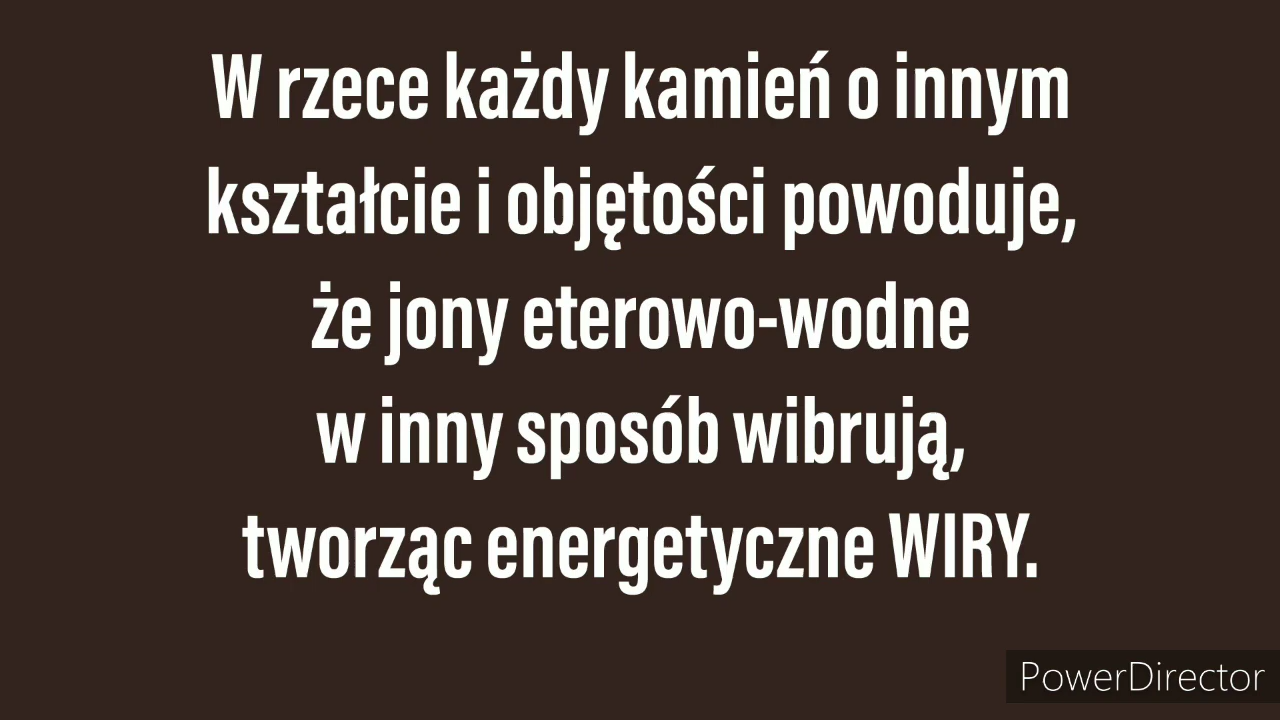 W rzece każdy kamień o innym
kształcie i objętości powoduje,
że jony eterowo-wodne
w inny sposób wibrują,
tworząc energetyczne WIRY.
PowerDirector